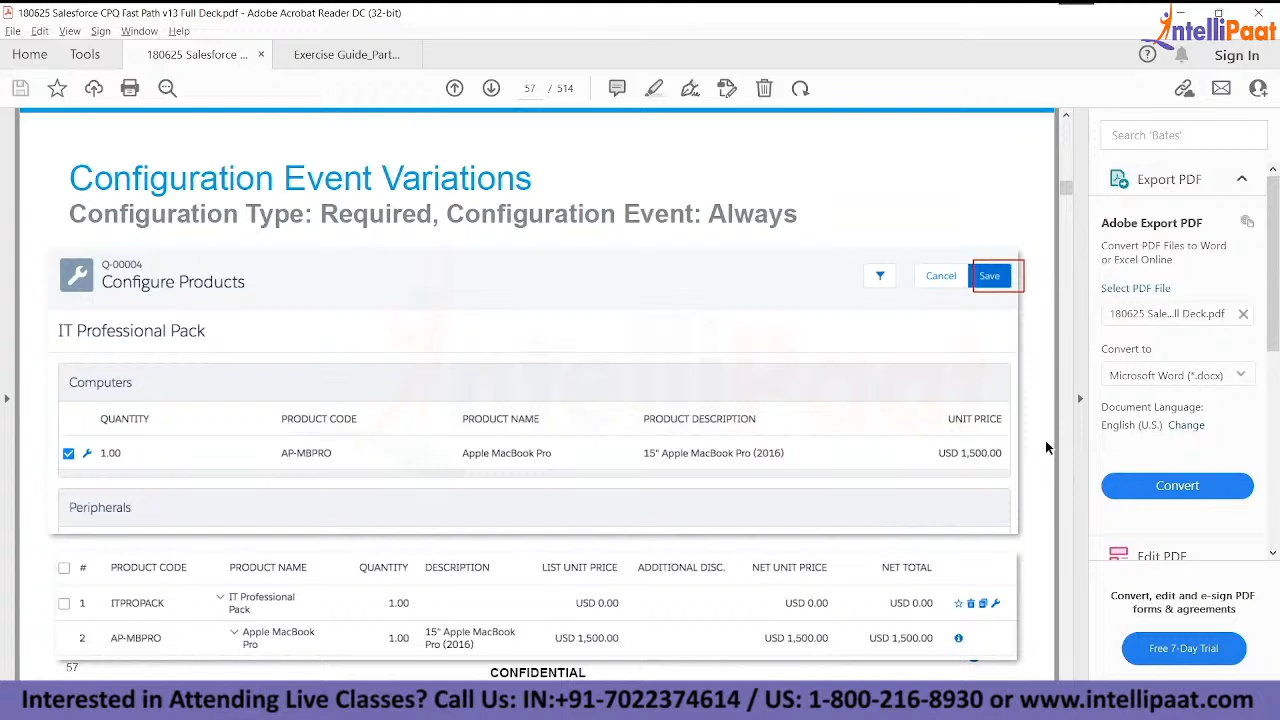 180625 Salesforce CPQ Fast Path v13 Full Deck.pdf - Adobe Acrobat Reader DC (32-bit)
File Edit View Sign Window Help
IntelliPaat
Home Tools 180625 Salesforce ... × Exercise Guide_Part... ? Sign In
57 / 514
Configuration Event Variations
Configuration Type: Required, Configuration Event: Always
Q-00004
Configure Products
Cancel Save
IT Professional Pack
Computers
QUANTITY PRODUCT CODE PRODUCT NAME PRODUCT DESCRIPTION UNIT PRICE
1.00 AP-MBPRO Apple MacBook Pro 15" Apple MacBook Pro (2016) USD 1,500.00
Peripherals
# PRODUCT CODE PRODUCT NAME QUANTITY DESCRIPTION LIST UNIT PRICE ADDITIONAL DISC. NET UNIT PRICE NET TOTAL
1 ITPROPACK IT Professional Pack 1.00 USD 0.00 USD 0.00 USD 0.00
2 AP-MBPRO Apple MacBook Pro 1.00 15" Apple MacBook Pro (2016) USD 1,500.00 USD 1,500.00 USD 1,500.00
57
CONFIDENTIAL
Search 'Bates'
Export PDF
Adobe Export PDF
Convert PDF Files to Word
or Excel Online
Select PDF File
180625 Sale...ll Deck.pdf
Convert to
Microsoft Word (*.docx)
Document Language:
English (U.S.) Change
Convert
Edit PDF
Convert, edit and e-sign PDF
forms & agreements
Free 7-Day Trial
Interested in Attending Live Classes? Call Us: IN:+91-7022374614 / US: 1-800-216-8930 or www.intellipaat.com